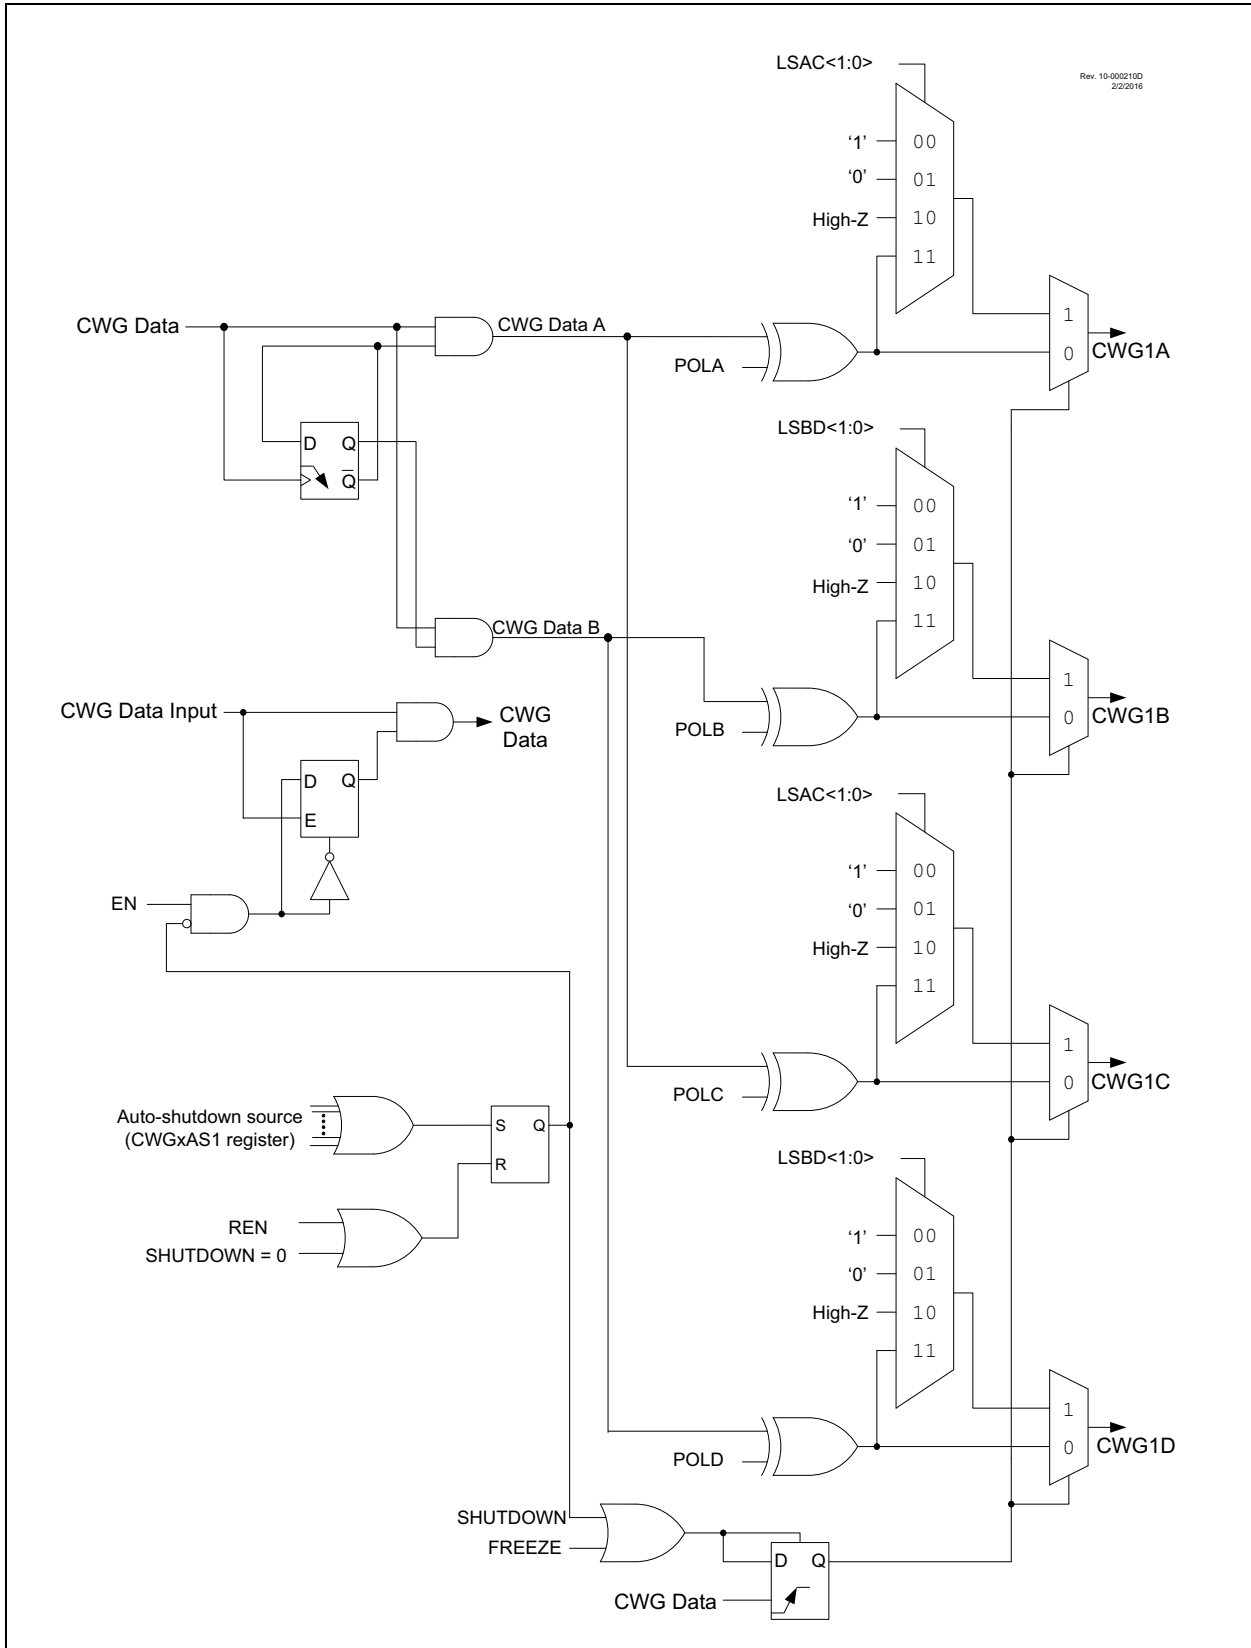 LSAC<1:0>
Rev. 10-000210D
2/2/2016
‘1’
00
‘0’
01
High-Z
10
11
CWG Data
CWG Data A
POLA
1
0
CWG1A
D
Q
Q
LSBD<1:0>
‘1’
00
‘0’
01
High-Z
10
11
CWG Data B
POLB
1
0
CWG1B
CWG Data Input
CWG
Data
D
Q
E
EN
LSAC<1:0>
‘1’
00
‘0’
01
High-Z
10
11
POLC
1
0
CWG1C
Auto-shutdown source
(CWGxAS1 register)
S
Q
R
REN
SHUTDOWN = 0
LSBD<1:0>
‘1’
00
‘0’
01
High-Z
10
11
POLD
1
0
CWG1D
SHUTDOWN
FREEZE
D
Q
CWG Data